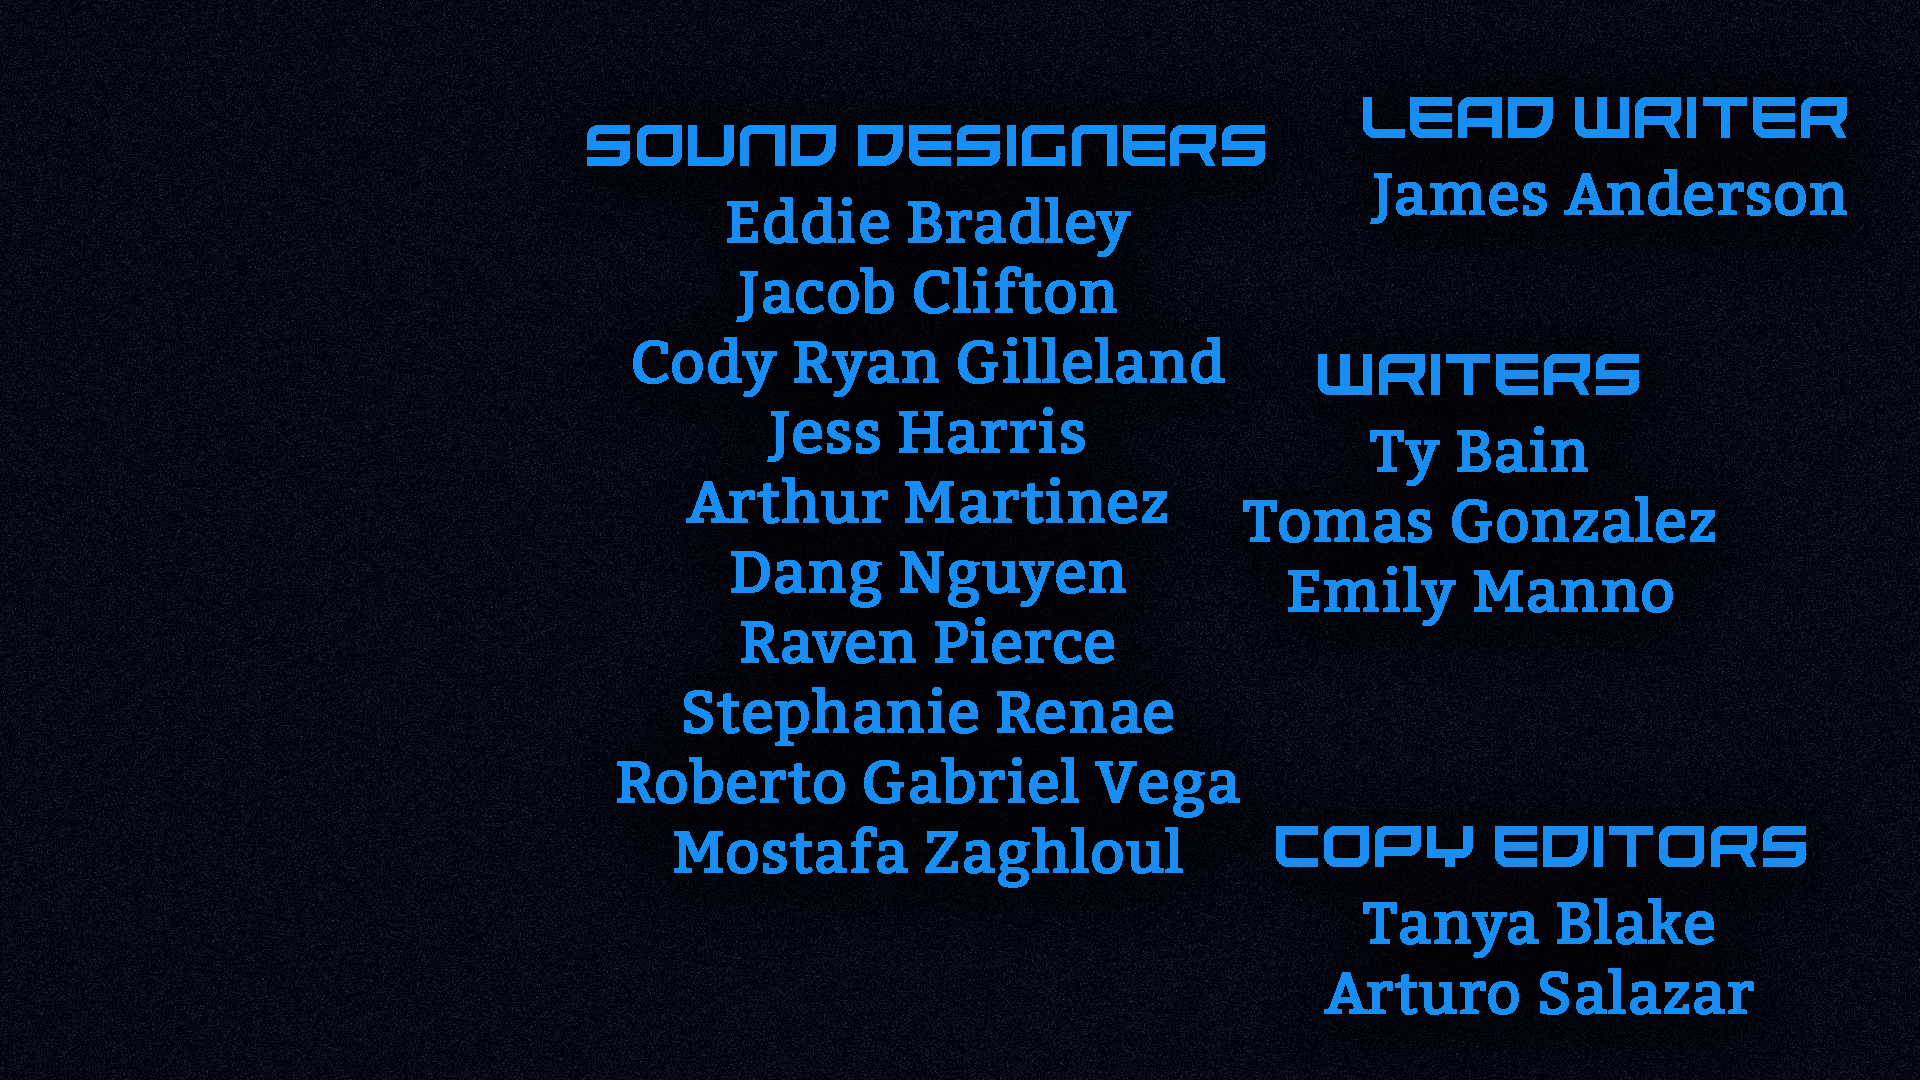 SOUND DESIGNERS
Eddie Bradley
Jacob Clifton
Cody Ryan Gilleland
Jess Harris
Arthur Martinez
Dang Nguyen
Raven Pierce
Stephanie Renae
Roberto Gabriel Vega
Mostafa Zaghloul
LEAD WRITER
James Anderson
WRITERS
Ty Bain
Tomas Gonzalez
Emily Manno
COPY EDITORS
Tanya Blake
Arturo Salazar